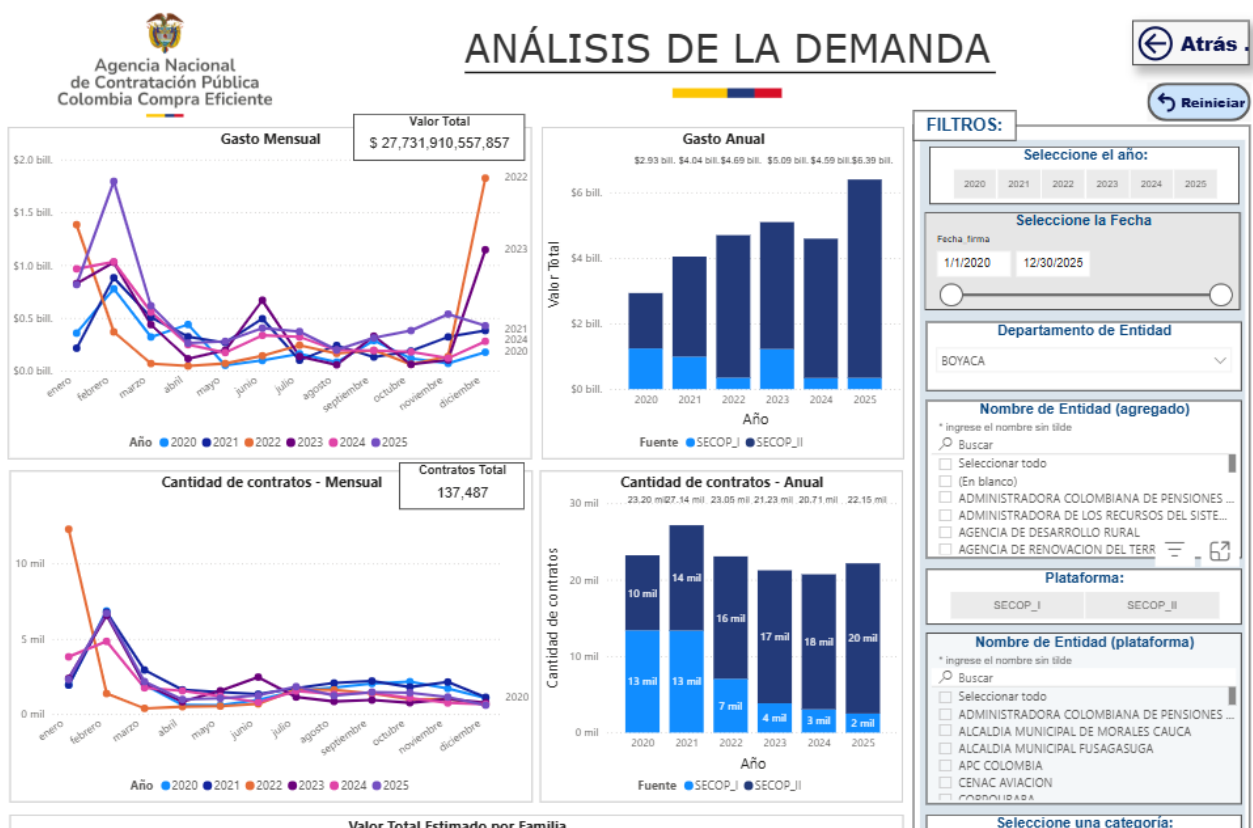 Agencia Nacional
de Contratación Pública
Colombia Compra Eficiente
ANÁLISIS DE LA DEMANDA
Atrás .
Reiniciar
Gasto Mensual
Valor Total
$ 27,731,910,557,857
$2.0 bill.
$1.5 bill.
$1.0 bill.
$0.5 bill.
$0.0 bill.
2022
2023
2021
2024
2020
enero
febrero
marzo
abril
mayo
junio
julio
agosto
septiembre
octubre
noviembre
diciembre
Año 2020 2021 2022 2023 2024 2025
Gasto Anual
$2.93 bill. $4.04 bill. $4.69 bill. $5.09 bill. $4.59 bill. $6.39 bill.
Valor Total
$6 bill.
$4 bill.
$2 bill.
$0 bill.
2020 2021 2022 2023 2024 2025
Año
Fuente SECOP_I SECOP_II
Cantidad de contratos - Mensual
Contratos Total
137,487
10 mil
5 mil
0 mil
2020
enero
febrero
marzo
abril
mayo
junio
julio
agosto
septiembre
octubre
noviembre
diciembre
Año 2020 2021 2022 2023 2024 2025
Cantidad de contratos - Anual
23.20 mil 27.14 mil 23.05 mil 21.23 mil 20.71 mil 22.15 mil
Cantidad de contratos
30 mil
20 mil
10 mil
0 mil
10 mil 14 mil 16 mil 17 mil 18 mil 20 mil
13 mil 13 mil 7 mil 4 mil 3 mil 2 mil
2020 2021 2022 2023 2024 2025
Año
Fuente SECOP_I SECOP_II
Valor Total Estimado por Familia
FILTROS:
Seleccione el año:
2020 2021 2022 2023 2024 2025
Seleccione la Fecha
Fecha_firma
1/1/2020 12/30/2025
Departamento de Entidad
BOYACA
Nombre de Entidad (agregado)
* ingrese el nombre sin tilde
Buscar
Seleccionar todo
(En blanco)
ADMINISTRADORA COLOMBIANA DE PENSIONES ...
ADMINISTRADORA DE LOS RECURSOS DEL SISTE...
AGENCIA DE DESARROLLO RURAL
AGENCIA DE RENOVACION DEL TERR
Plataforma:
SECOP_I SECOP_II
Nombre de Entidad (plataforma)
* ingrese el nombre sin tilde
Buscar
Seleccionar todo
ADMINISTRADORA COLOMBIANA DE PENSIONES ...
ALCALDIA MUNICIPAL DE MORALES CAUCA
ALCALDIA MUNICIPAL FUSAGASUGA
APC COLOMBIA
CENAC AVIACION
CORPOURABA
Seleccione una categoría: